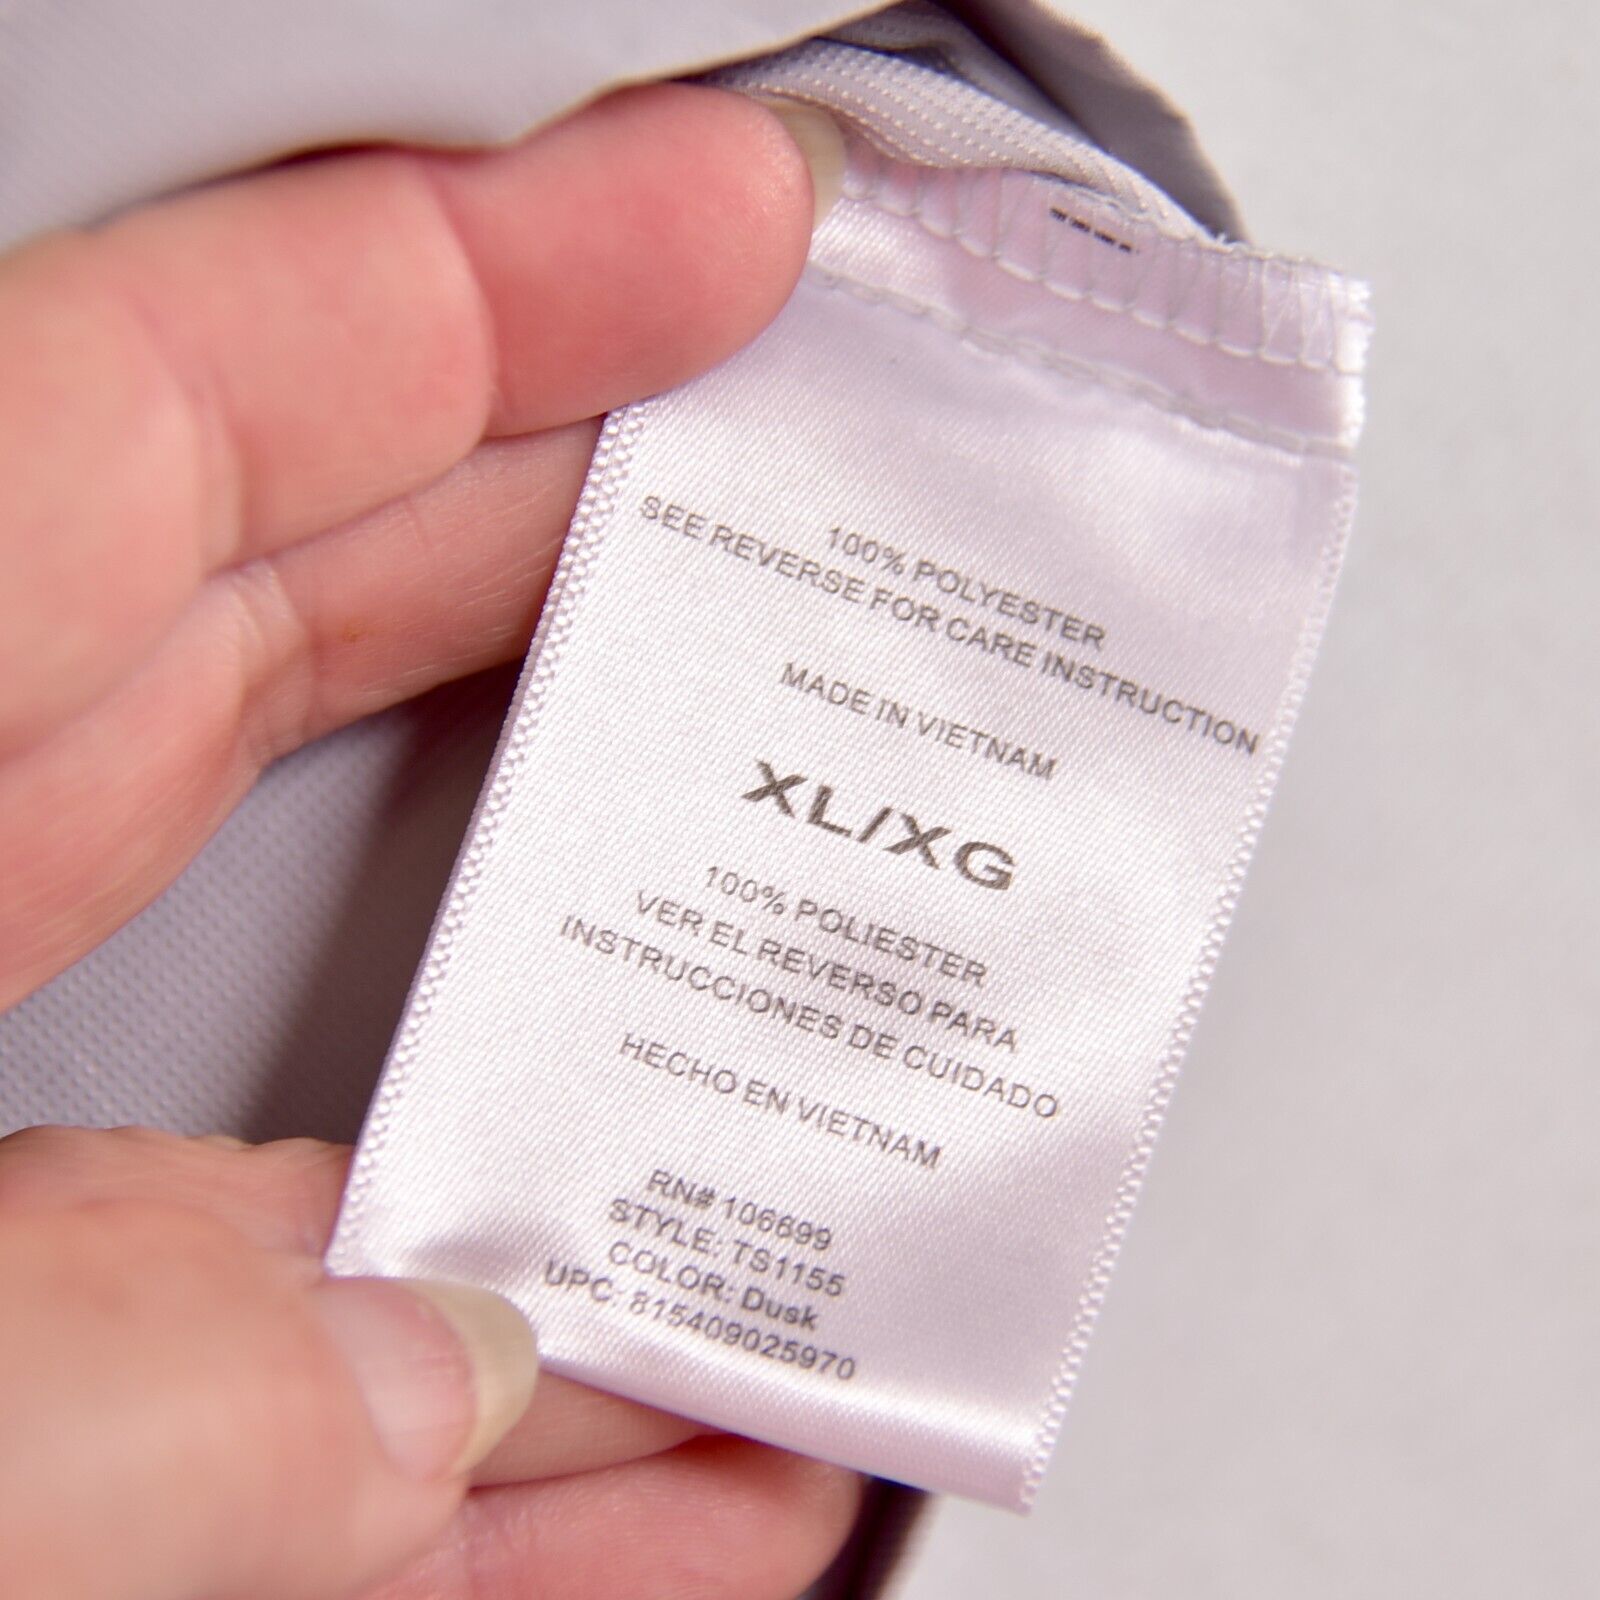 100% POLYESTER
SEE REVERSE FOR CARE INSTRUCTION
MADE IN VIETNAM
XL/XG
100% POLIESTER
VER EL REVERSO PARA
INSTRUCCIONES DE CUIDADO
HECHO EN VIETNAM
RN# 106699
STYLE: TS1155
COLOR: Dusk
UPC: 815409025970